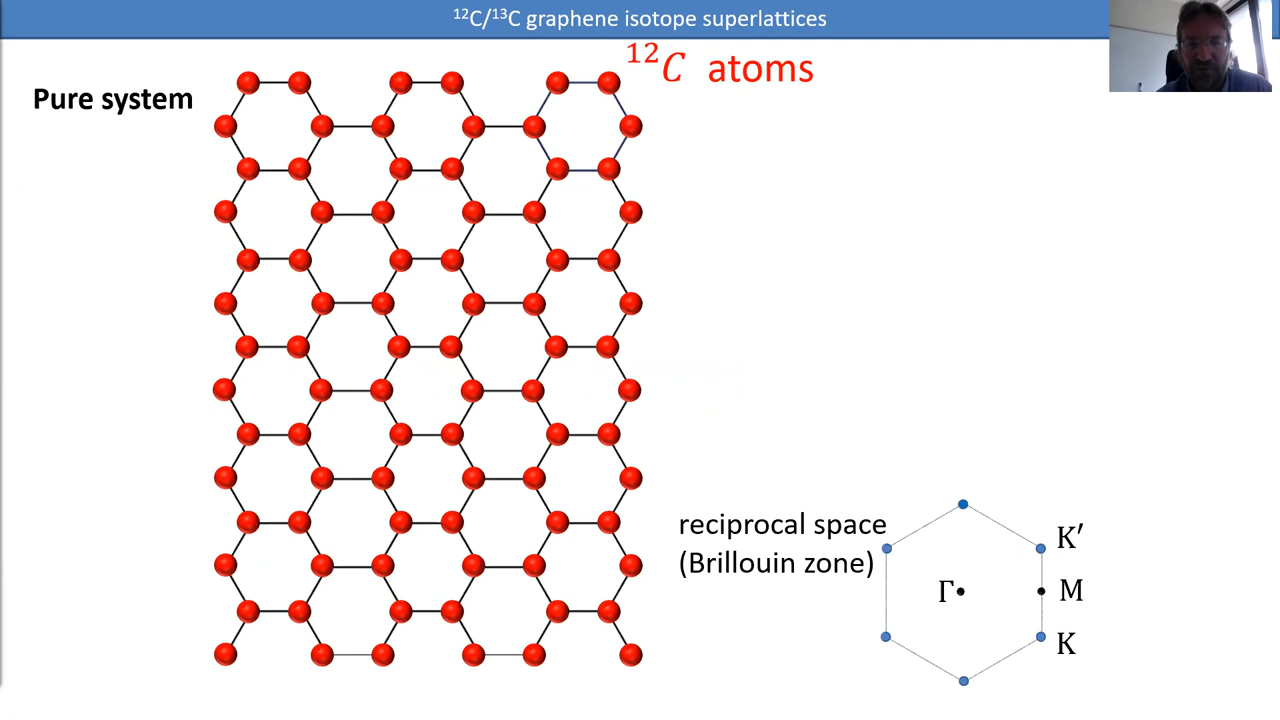 ¹²C/¹³C graphene isotope superlattices
¹²C atoms
Pure system
reciprocal space
(Brillouin zone)
K′
Γ
M
K